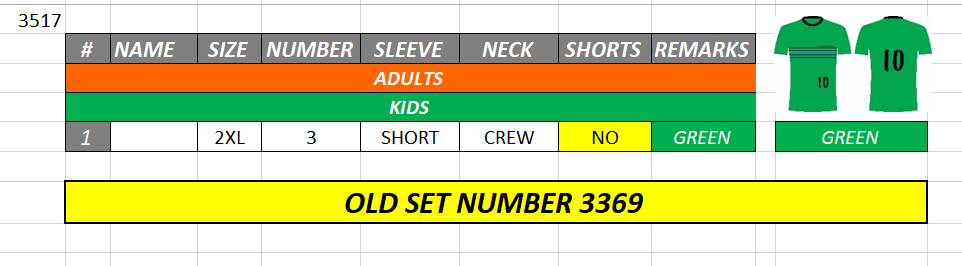 3517
# NAME SIZE NUMBER SLEEVE NECK SHORTS REMARKS
ADULTS
KIDS
1 2XL 3 SHORT CREW NO GREEN
10 10
GREEN
OLD SET NUMBER 3369